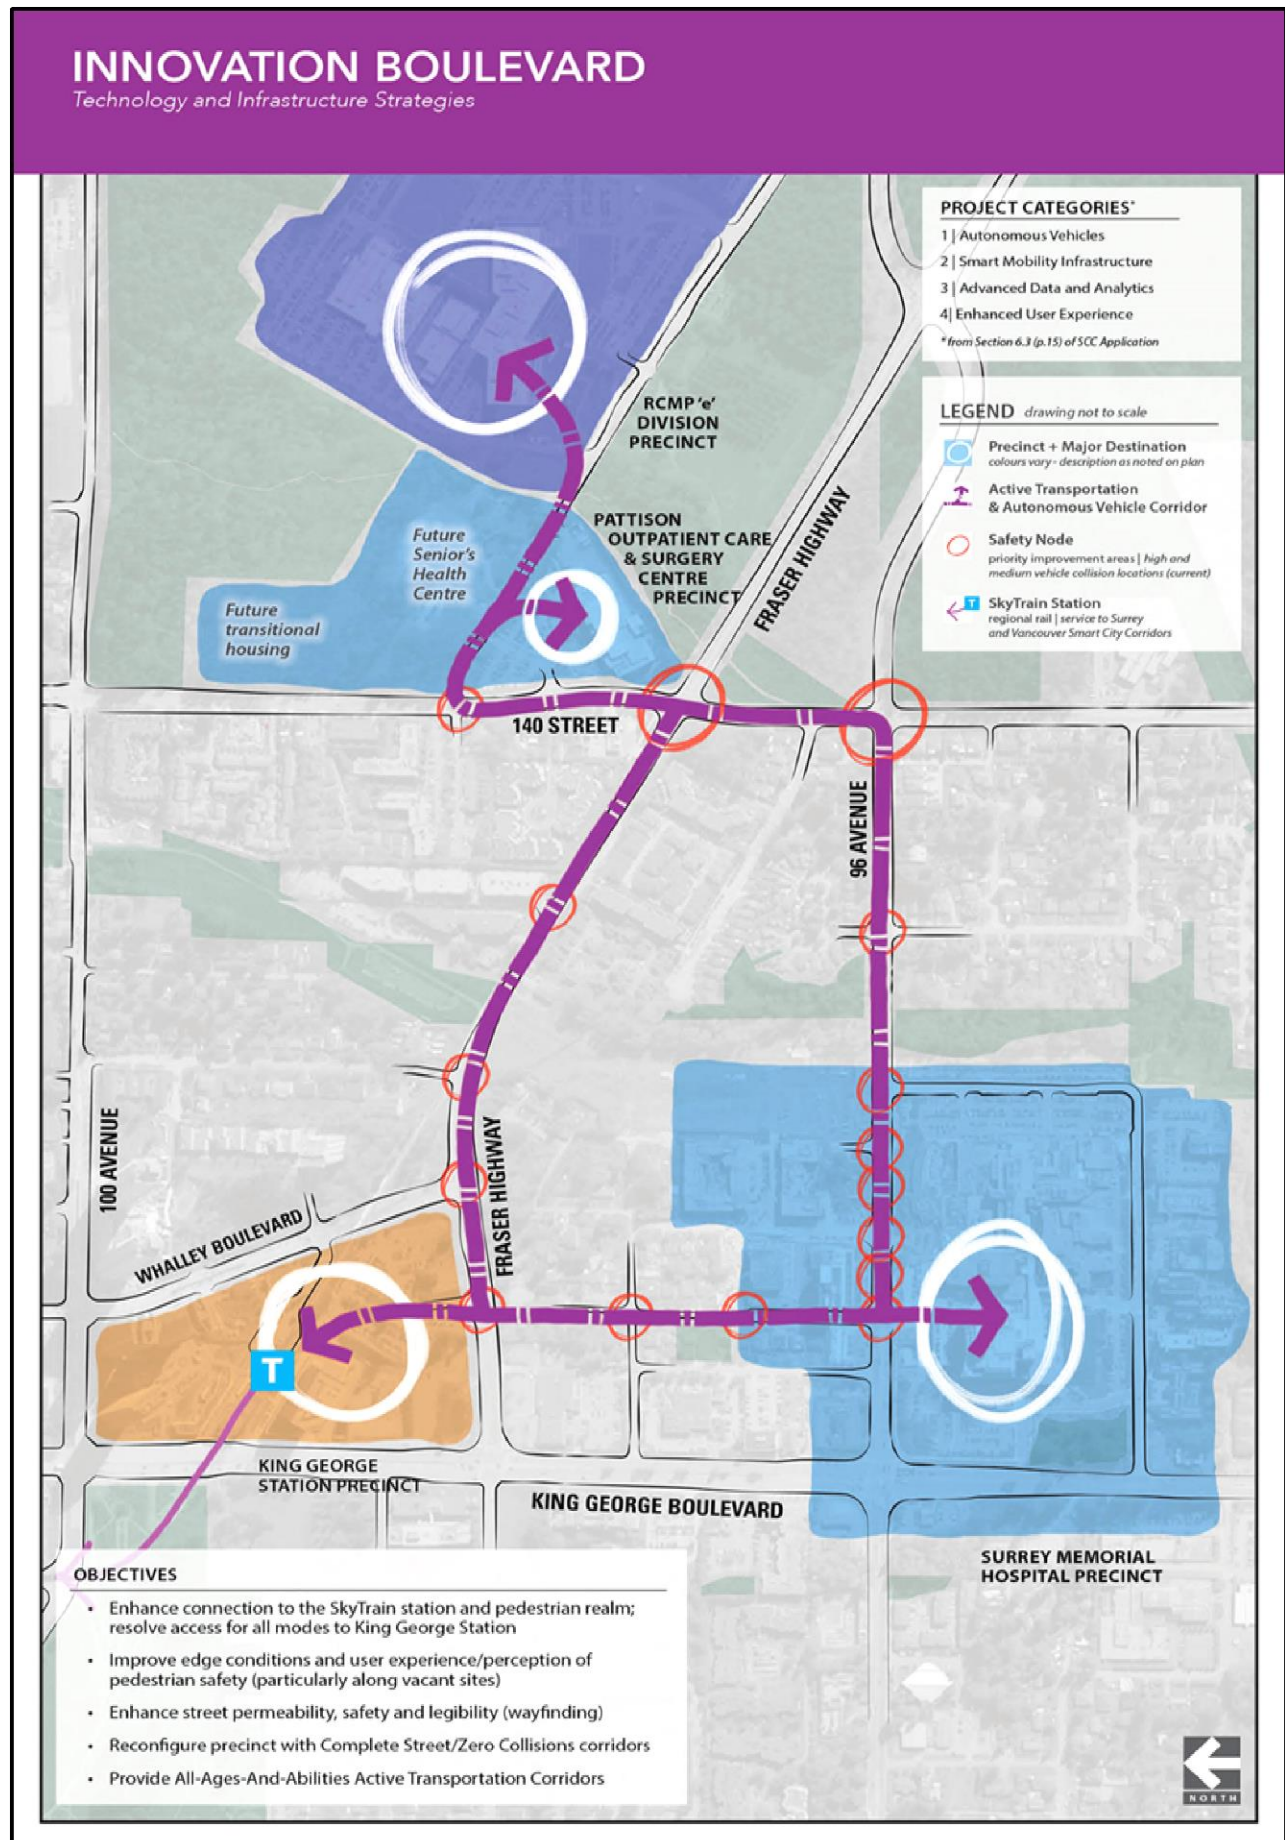 INNOVATION BOULEVARD
Technology and Infrastructure Strategies
PROJECT CATEGORIES*
1 | Autonomous Vehicles
2 | Smart Mobility Infrastructure
3 | Advanced Data and Analytics
4| Enhanced User Experience
* from Section 6.3 (p.15) of SCC Application
LEGEND drawing not to scale
Precinct + Major Destination
colours vary - description as noted on plan
Active Transportation
& Autonomous Vehicle Corridor
Safety Node
priority improvement areas | high and
medium vehicle collision locations (current)
T
SkyTrain Station
regional rail | service to Surrey
and Vancouver Smart City Corridors
RCMP 'e'
DIVISION
PRECINCT
PATTISON
OUTPATIENT CARE
& SURGERY
CENTRE
PRECINCT
FRASER HIGHWAY
Future
Senior's
Health
Centre
Future
transitional
housing
140 STREET
96 AVENUE
100 AVENUE
FRASER HIGHWAY
WHALLEY BOULEVARD
T
KING GEORGE
STATION PRECINCT
KING GEORGE BOULEVARD
SURREY MEMORIAL
HOSPITAL PRECINCT
OBJECTIVES
• Enhance connection to the SkyTrain station and pedestrian realm;
resolve access for all modes to King George Station
• Improve edge conditions and user experience/perception of
pedestrian safety (particularly along vacant sites)
• Enhance street permeability, safety and legibility (wayfinding)
• Reconfigure precinct with Complete Street/Zero Collisions corridors
• Provide All-Ages-And-Abilities Active Transportation Corridors
NORTH